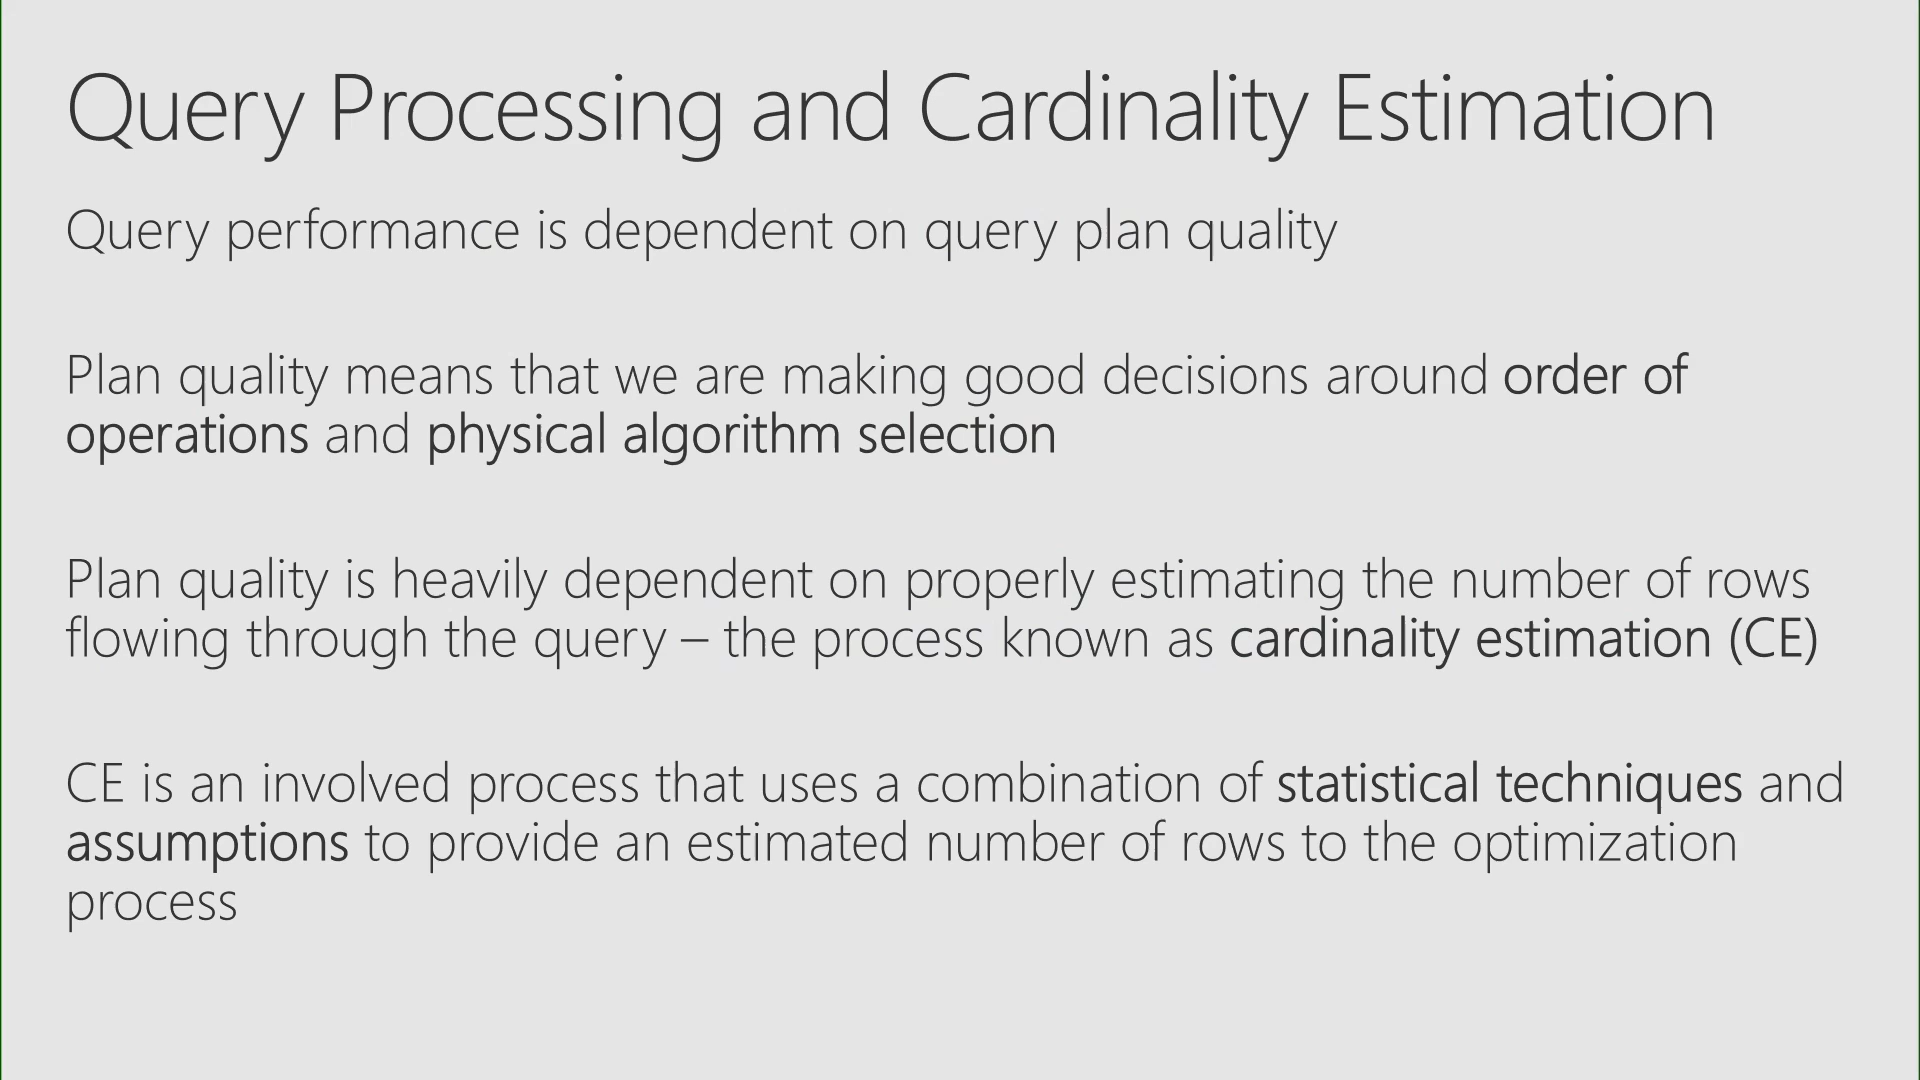 Query Processing and Cardinality Estimation
Query performance is dependent on query plan quality
Plan quality means that we are making good decisions around order of
operations and physical algorithm selection
Plan quality is heavily dependent on properly estimating the number of rows
flowing through the query – the process known as cardinality estimation (CE)
CE is an involved process that uses a combination of statistical techniques and
assumptions to provide an estimated number of rows to the optimization
process